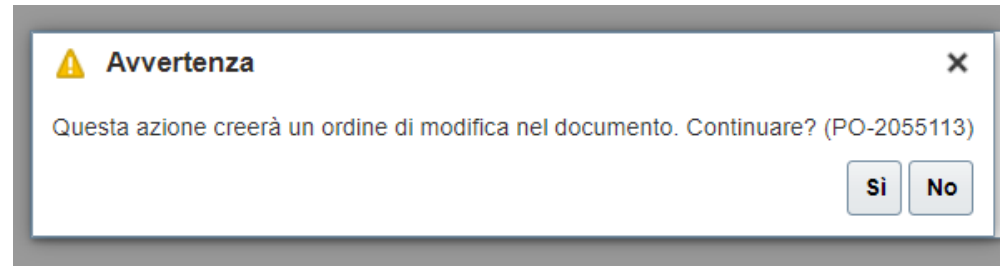 Avvertenza
Questa azione creerà un ordine di modifica nel documento. Continuare? (PO-2055113)
Sì No